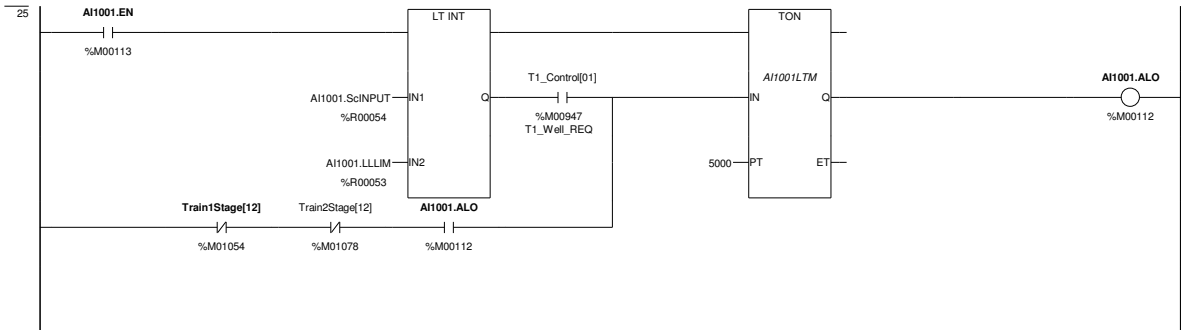 25
AI1001.EN
%M00113
LT INT
TON
T1_Control[01]
AI1001LTM
AI1001.ALO
AI1001.ScINPUT
IN1
Q
IN
Q
%R00054
%M00947
T1_Well_REQ
%M00112
AI1001.LLLIM
IN2
5000
PT
ET
%R00053
Train1Stage[12]
Train2Stage[12]
AI1001.ALO
%M01054
%M01078
%M00112